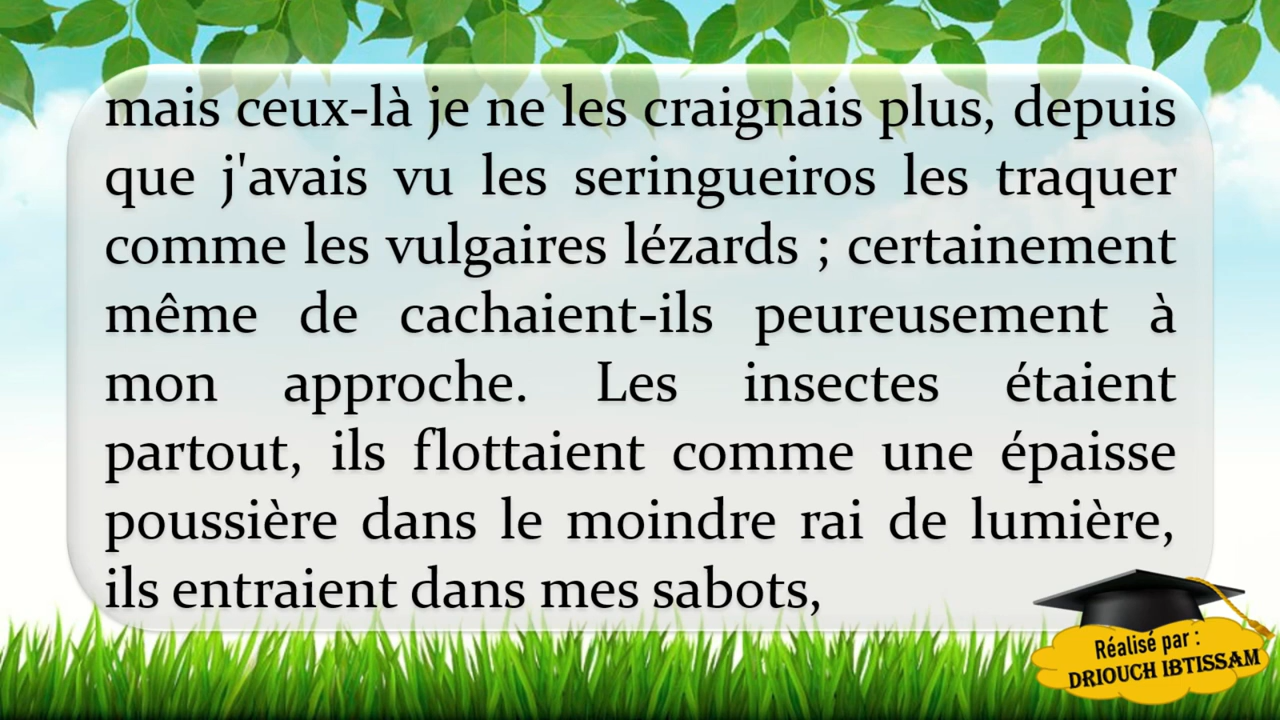 mais ceux-là je ne les craignais plus, depuis
que j'avais vu les seringueiros les traquer
comme les vulgaires lézards ; certainement
même de cachaient-ils peureusement à
mon approche. Les insectes étaient
partout, ils flottaient comme une épaisse
poussière dans le moindre rai de lumière,
ils entraient dans mes sabots,
Réalisé par :
DRIOUCH IBTISSAM